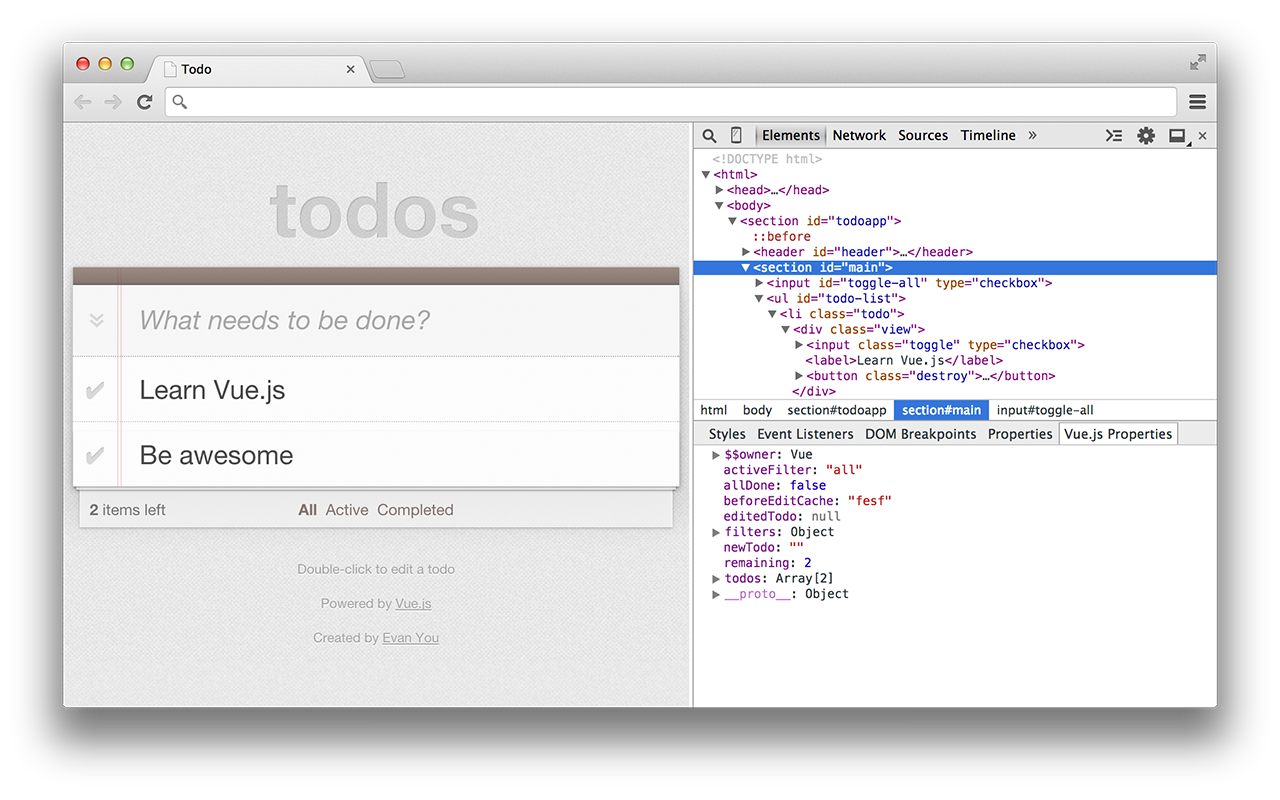 Todo
todos
What needs to be done?
Learn Vue.js
Be awesome
2 items left All Active Completed
Double-click to edit a todo
Powered by Vue.js
Created by Evan You
Elements Network Sources Timeline »
<!DOCTYPE html>
<html>
<head>…</head>
<body>
<section id="todoapp">
::before
<header id="header">…</header>
<section id="main">
<input id="toggle-all" type="checkbox">
<ul id="todo-list">
<li class="todo">
<div class="view">
<input class="toggle" type="checkbox">
<label>Learn Vue.js</label>
<button class="destroy">…</button>
</div>
html body section#todoapp section#main input#toggle-all
Styles Event Listeners DOM Breakpoints Properties Vue.js Properties
$$owner: Vue
activeFilter: "all"
allDone: false
beforeEditCache: "fesf"
editedTodo: null
filters: Object
newTodo: ""
remaining: 2
todos: Array[2]
__proto__: Object